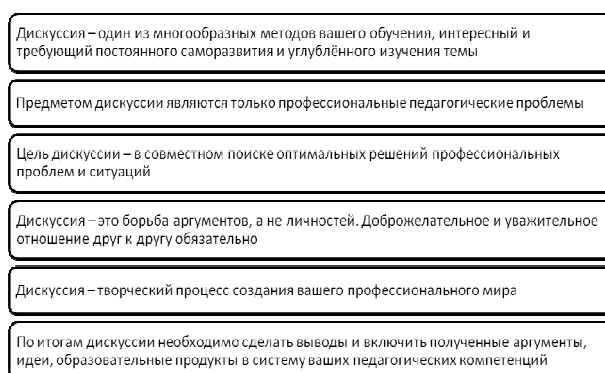 Дискуссия – один из многообразных методов вашего обучения, интересный и
требующий постоянного саморазвития и углублённого изучения темы
Предметом дискуссии являются только профессиональные педагогические проблемы
Цель дискуссии – в совместном поиске оптимальных решений профессиональных
проблем и ситуаций
Дискуссия – это борьба аргументов, а не личностей. Доброжелательное и уважительное
отношение друг к другу обязательно
Дискуссия – творческий процесс создания вашего профессионального мира
По итогам дискуссии необходимо сделать выводы и включить полученные аргументы,
идеи, образовательные продукты в систему ваших педагогических компетенций